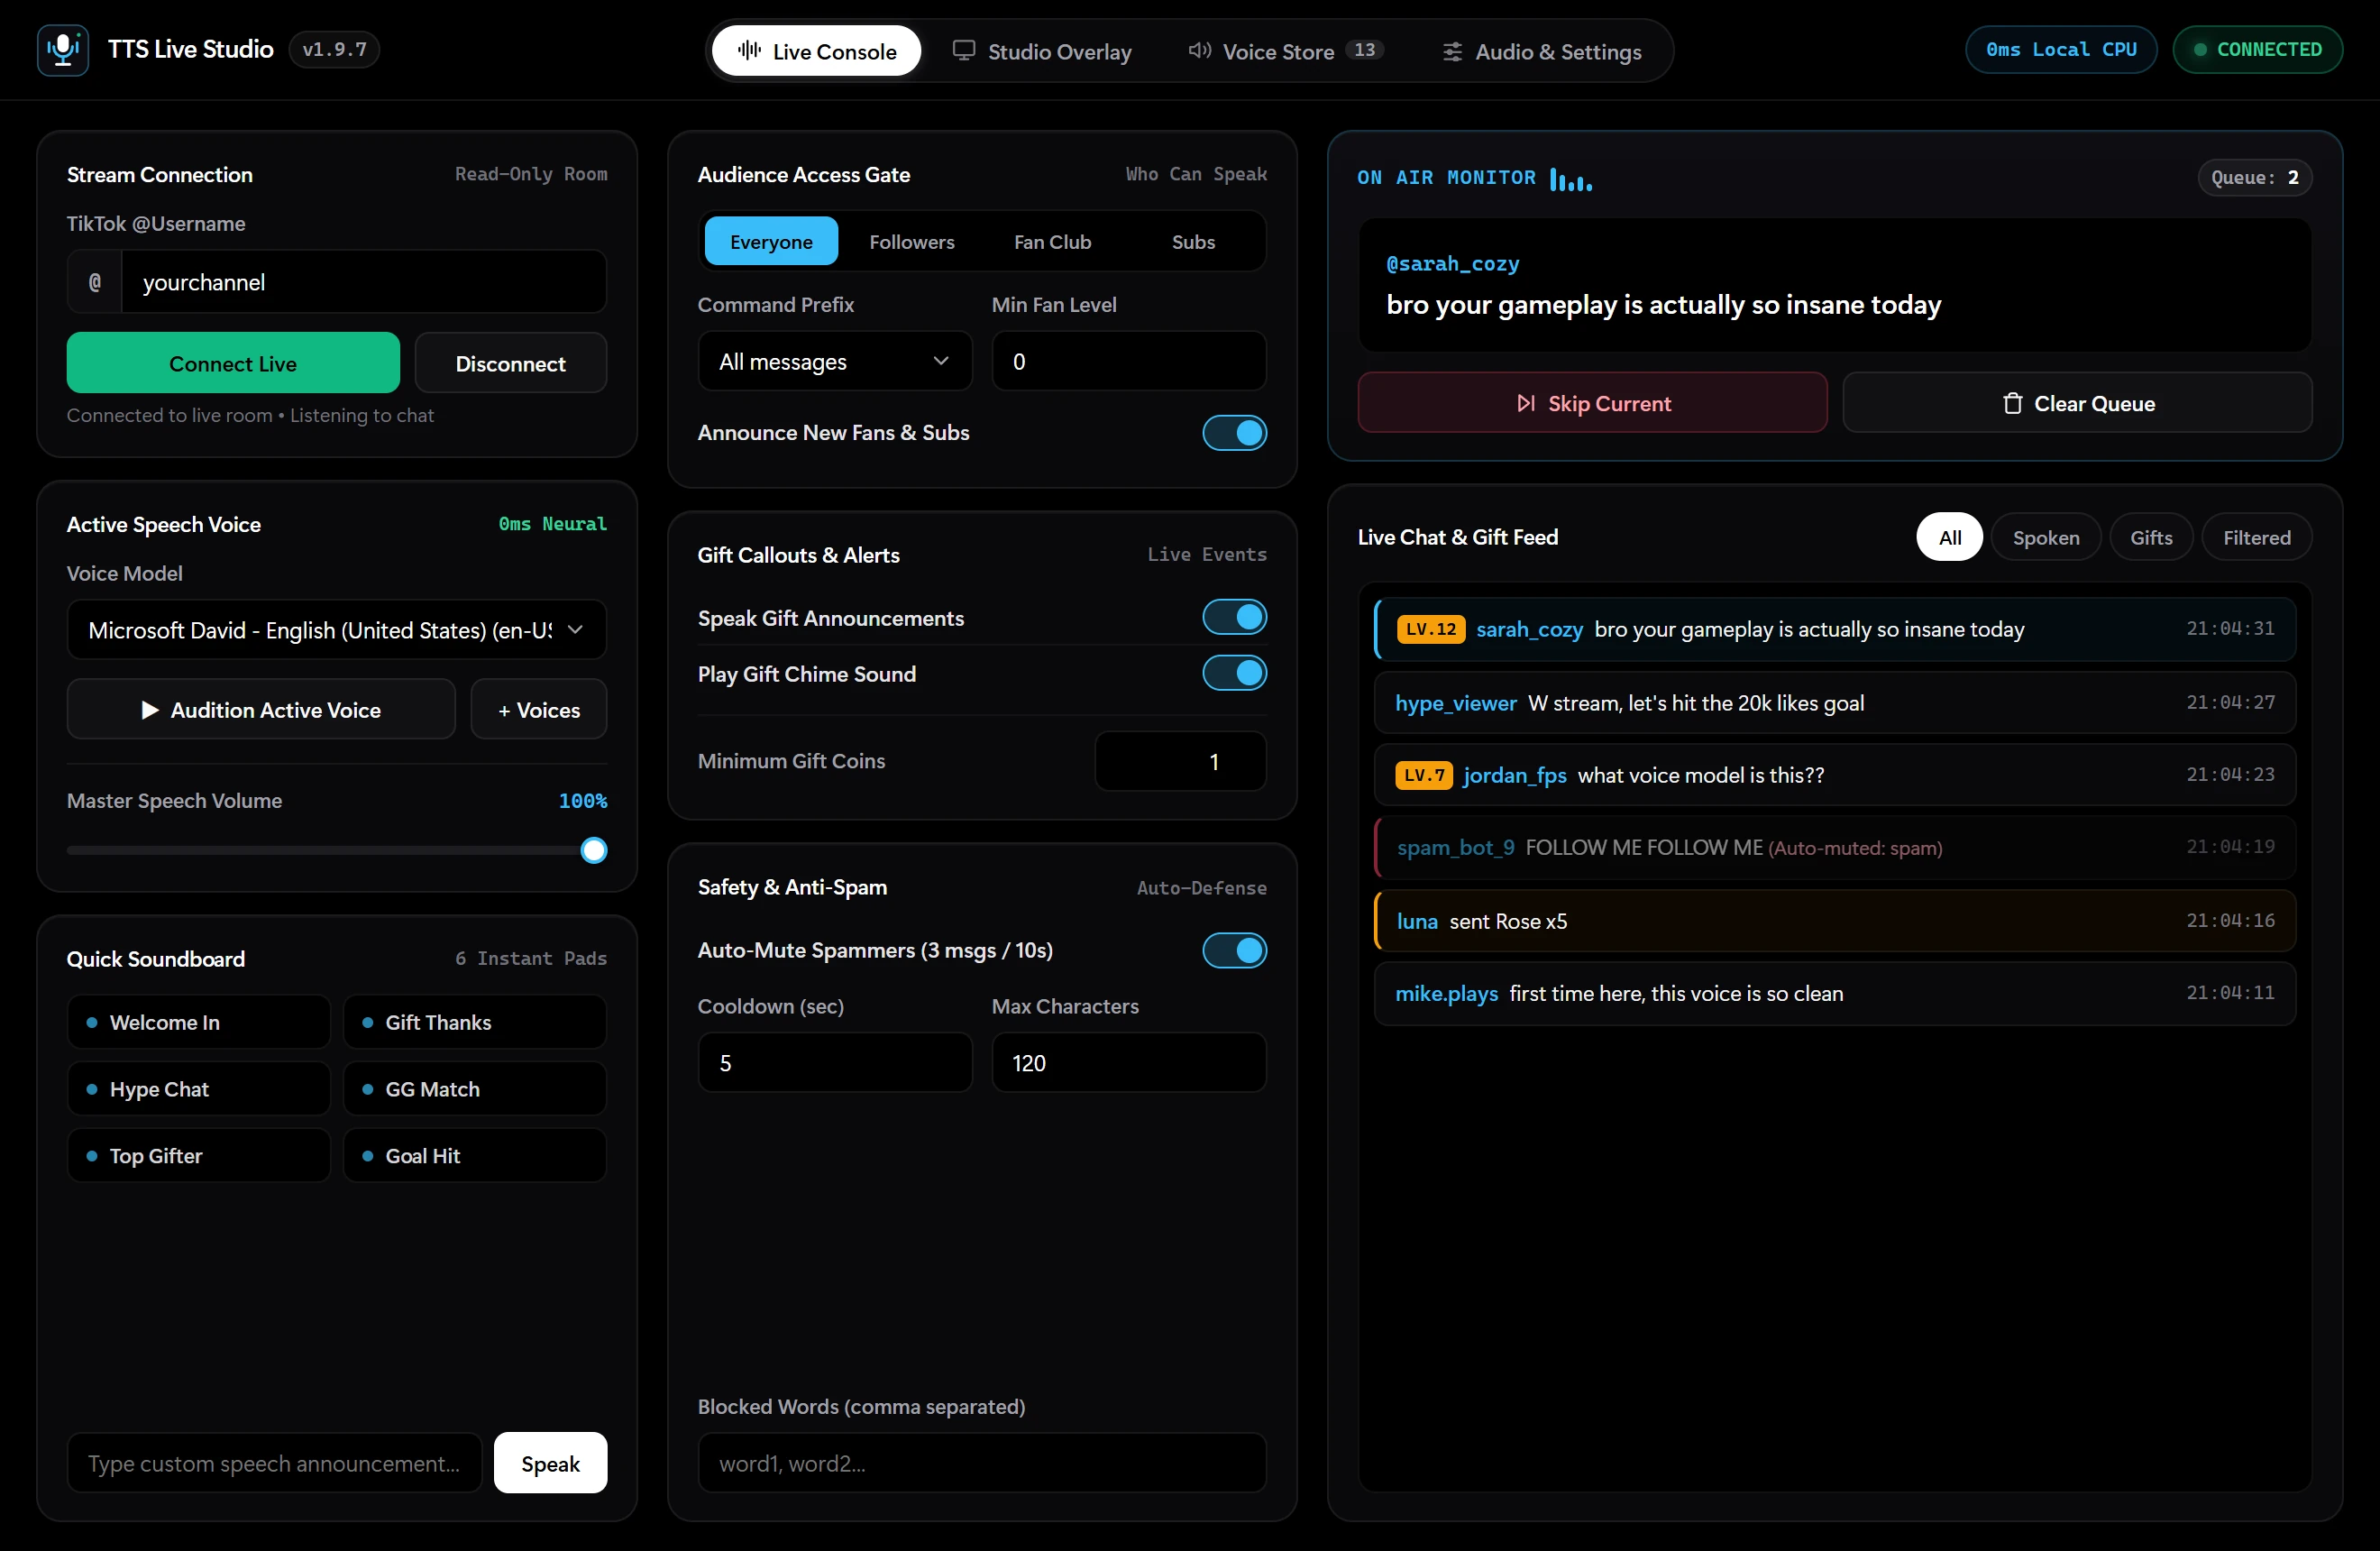 TTS Live Studio v1.9.7
Live Console
Studio Overlay
Voice Store 13
Audio & Settings
0ms Local CPU
CONNECTED
Stream Connection
Read-Only Room
TikTok @Username
@ yourchannel
Connect Live
Disconnect
Connected to live room • Listening to chat
Active Speech Voice
0ms Neural
Voice Model
Microsoft David - English (United States) (en-US
Audition Active Voice
+ Voices
Master Speech Volume
100%
Quick Soundboard
6 Instant Pads
Welcome In
Gift Thanks
Hype Chat
GG Match
Top Gifter
Goal Hit
Type custom speech announcement...
Speak
Audience Access Gate
Who Can Speak
Everyone
Followers
Fan Club
Subs
Command Prefix
Min Fan Level
All messages
0
Announce New Fans & Subs
Gift Callouts & Alerts
Live Events
Speak Gift Announcements
Play Gift Chime Sound
Minimum Gift Coins
1
Safety & Anti-Spam
Auto-Defense
Auto-Mute Spammers (3 msgs / 10s)
Cooldown (sec)
Max Characters
5
120
Blocked Words (comma separated)
word1, word2...
ON AIR MONITOR
Queue: 2
@sarah_cozy
bro your gameplay is actually so insane today
Skip Current
Clear Queue
Live Chat & Gift Feed
All
Spoken
Gifts
Filtered
LV.12 sarah_cozy bro your gameplay is actually so insane today 21:04:31
hype_viewer W stream, let's hit the 20k likes goal 21:04:27
LV.7 jordan_fps what voice model is this?? 21:04:23
spam_bot_9 FOLLOW ME FOLLOW ME (Auto-muted: spam) 21:04:19
luna sent Rose x5 21:04:16
mike.plays first time here, this voice is so clean 21:04:11